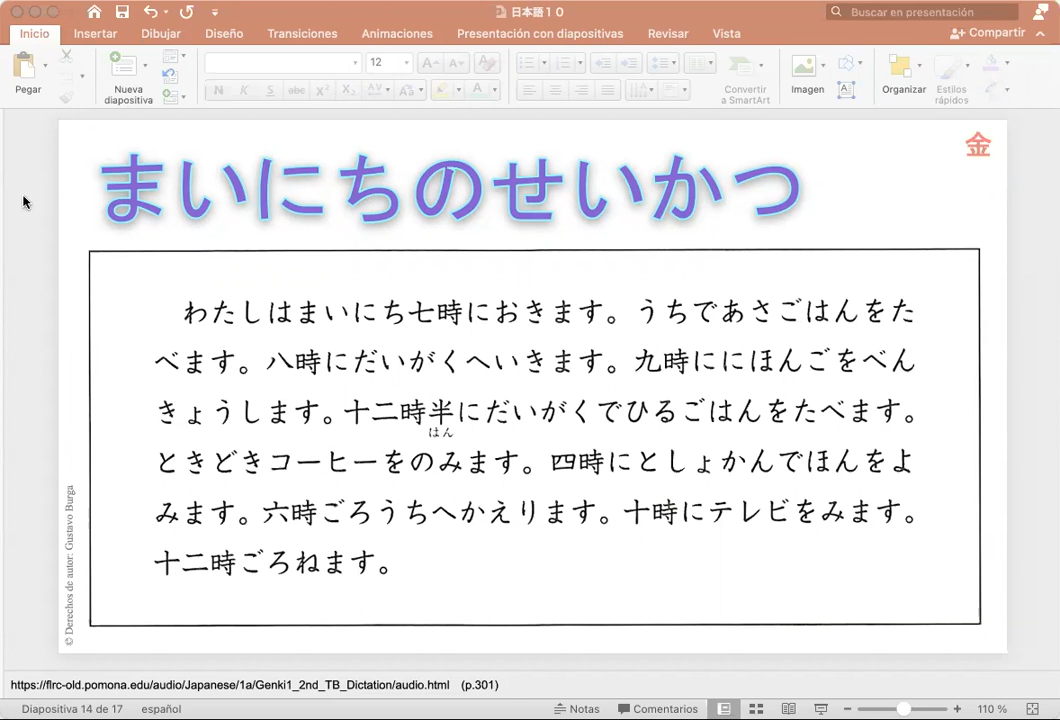 日本語１０
Buscar en presentación
Inicio
Insertar
Dibujar
Diseño
Transiciones
Animaciones
Presentación con diapositivas
Revisar
Vista
Compartir
Pegar
Nueva
diapositiva
12
Convertir
a SmartArt
Imagen
Organizar
Estilos
rápidos
金
まいにちのせいかつ
わたしはまいにち七時におきます。うちであさごはんをた
べます。八時にだいがくへいきます。九時ににほんごをべん
きょうします。十二時半にだいがくでひるごはんをたべます。
はん
ときどきコーヒーをのみます。四時にとしょかんでほんをよ
みます。六時ごろうちへかえります。十時にテレビをみます。
十二時ごろねます。
© Derechos de autor: Gustavo Burga
https://flrc-old.pomona.edu/audio/Japanese/1a/Genki1_2nd_TB_Dictation/audio.html (p.301)
Diapositiva 14 de 17
español
Notas
Comentarios
110 %